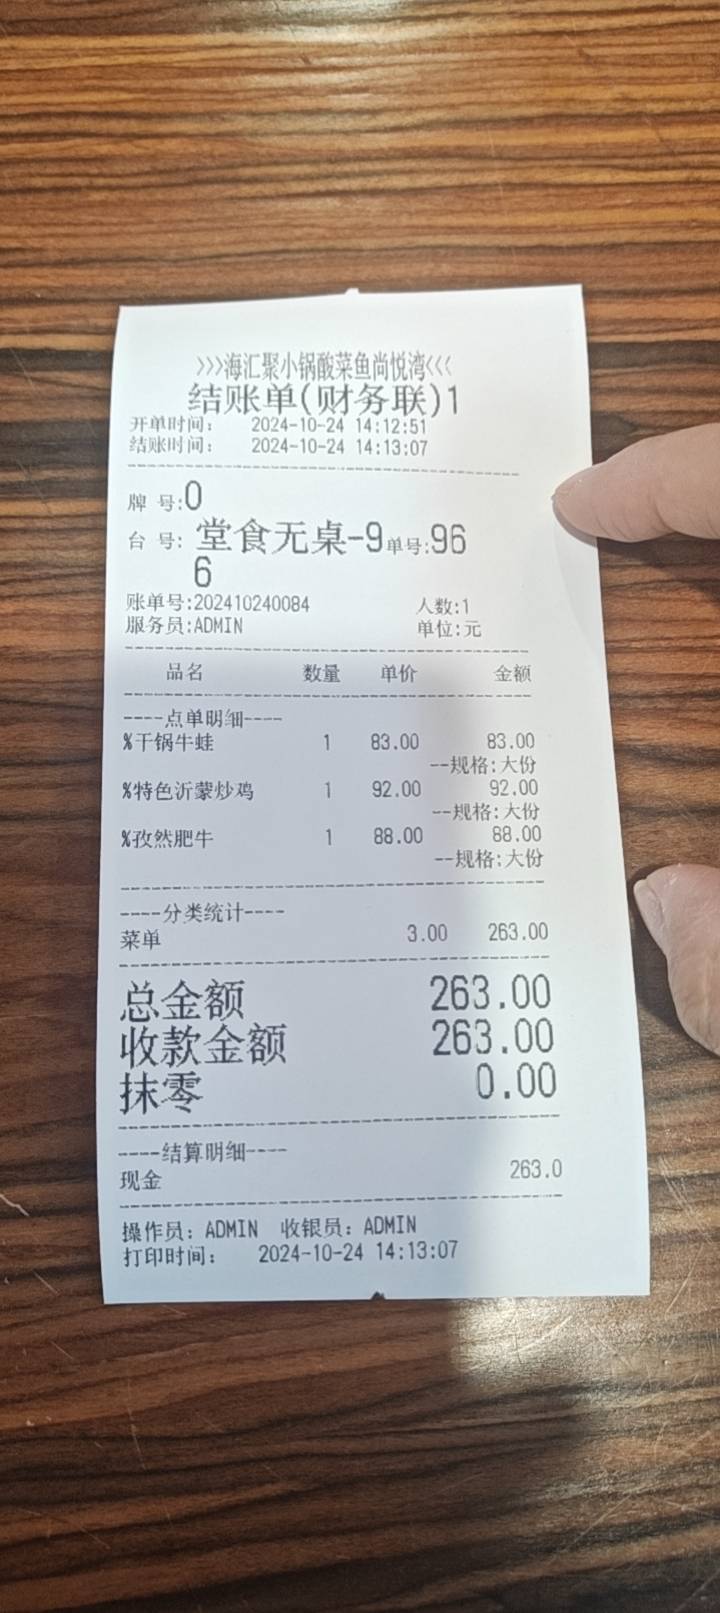 >>>海汇聚小锅酸菜鱼尚悦湾<<<
结账单(财务联)1
开单时间: 2024-10-24 14:12:51
结账时间: 2024-10-24 14:13:07
牌 号:0
台 号: 堂食无桌-9单号:96
6
账单号:202410240084 人数:1
服务员:ADMIN 单位:元
品名 数量 单价 金额
----点单明细----
%干锅牛蛙 1 83.00 83.00
--规格:大份
%特色沂蒙炒鸡 1 92.00 92.00
--规格:大份
%孜然肥牛 1 88.00 88.00
--规格:大份
----分类统计----
菜单 3.00 263.00
总金额 263.00
收款金额 263.00
抹零 0.00
----结算明细----
现金 263.0
操作员: ADMIN 收银员: ADMIN
打印时间: 2024-10-24 14:13:07